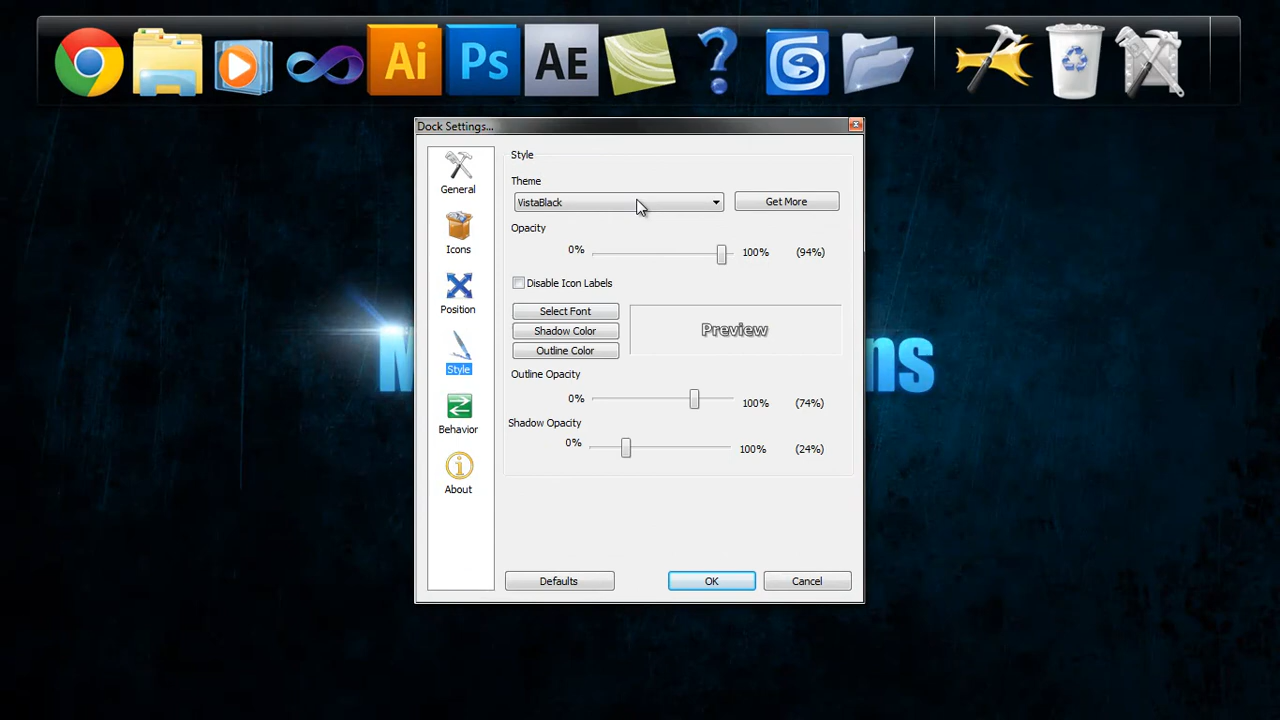 Ai
Ps
AE
?
Dock Settings...
General
Icons
Position
Style
Behavior
About
Style
Theme
VistaBlack
Get More
Opacity
0%
100%
(94%)
Disable Icon Labels
Select Font
Shadow Color
Outline Color
Preview
Outline Opacity
0%
100%
(74%)
Shadow Opacity
0%
100%
(24%)
Defaults
OK
Cancel